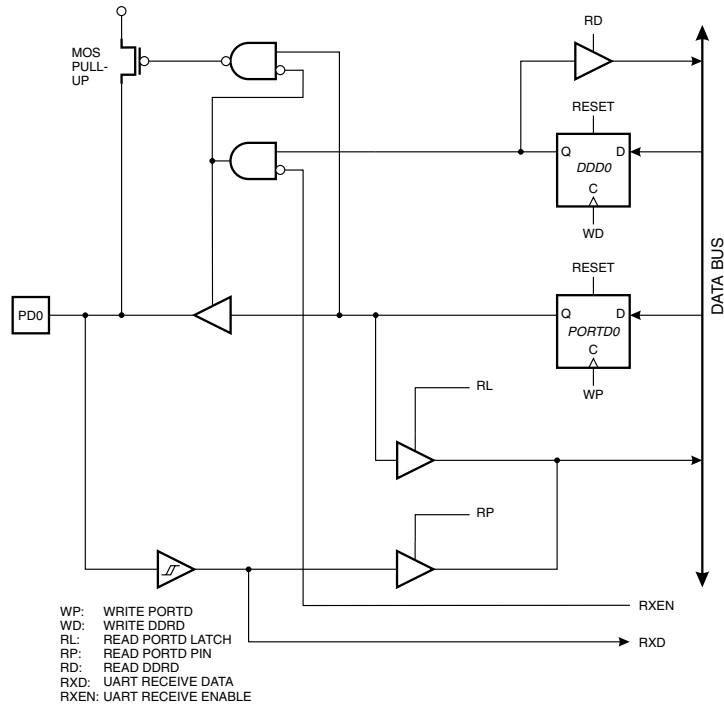 RD
MOS
PULL-
UP
RESET
Q D
DDD0
C
WD
DATA BUS
RESET
PD0
Q D
PORTD0
C
WP
RL
RP
RXEN
RXD
WP: WRITE PORTD
WD: WRITE DDRD
RL: READ PORTD LATCH
RP: READ PORTD PIN
RD: READ DDRD
RXD: UART RECEIVE DATA
RXEN: UART RECEIVE ENABLE